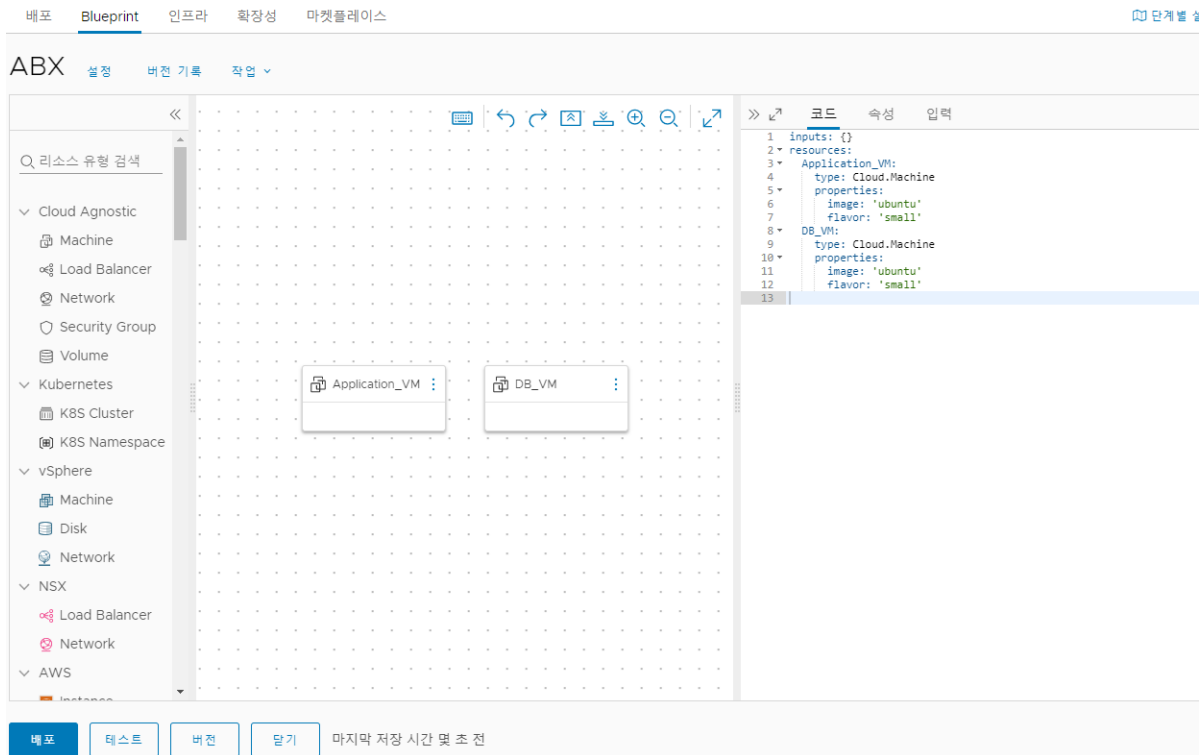 배포 Blueprint 인프라 확장성 마켓플레이스 단계별
ABX 설정 버전 기록 작업
리소스 유형 검색
Cloud Agnostic
Machine
Load Balancer
Network
Security Group
Volume
Kubernetes
K8S Cluster
K8S Namespace
vSphere
Machine
Disk
Network
NSX
Load Balancer
Network
AWS
Instance
Application_VM
DB_VM
코드 속성 입력
1 inputs: {}
2 resources:
3 Application_VM:
4 type: Cloud.Machine
5 properties:
6 image: 'ubuntu'
7 flavor: 'small'
8 DB_VM:
9 type: Cloud.Machine
10 properties:
11 image: 'ubuntu'
12 flavor: 'small'
13
배포 테스트 버전 닫기 마지막 저장 시간 몇 초 전